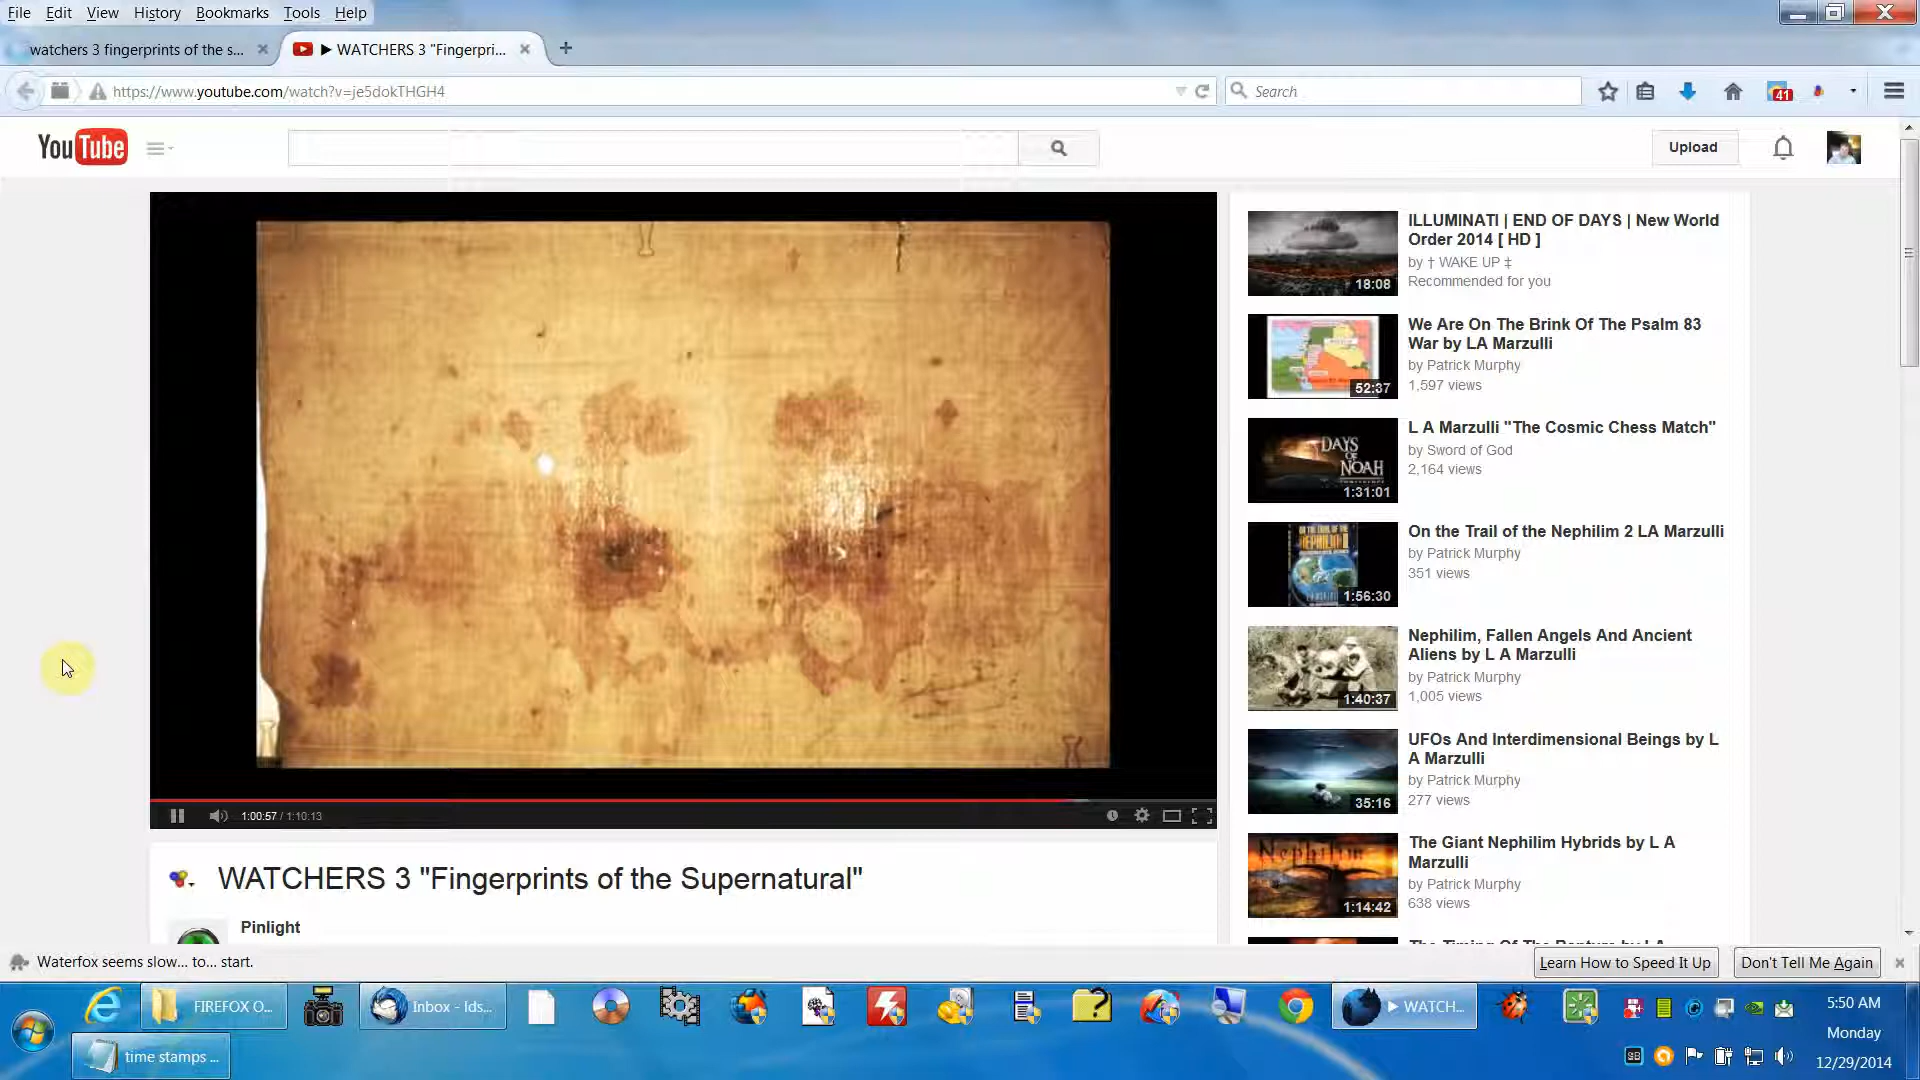 File Edit View History Bookmarks Tools Help
watchers 3 fingerprints of the s...
▶ WATCHERS 3 "Fingerpri...
https://www.youtube.com/watch?v=je5dokTHGH4
Search
41
YouTube
Upload
ILLUMINATI | END OF DAYS | New World
Order 2014 [ HD ]
by † WAKE UP ‡
Recommended for you
18:08
We Are On The Brink Of The Psalm 83
War by LA Marzulli
by Patrick Murphy
1,597 views
52:37
L A Marzulli "The Cosmic Chess Match"
by Sword of God
2,164 views
DAYS
OF
NOAH
1:31:01
On the Trail of the Nephilim 2 LA Marzulli
by Patrick Murphy
351 views
1:56:30
Nephilim, Fallen Angels And Ancient
Aliens by L A Marzulli
by Patrick Murphy
1,005 views
1:40:37
UFOs And Interdimensional Beings by L
A Marzulli
by Patrick Murphy
277 views
35:16
The Giant Nephilim Hybrids by L A
Marzulli
by Patrick Murphy
638 views
Nephilim
1:14:42
1:00:57 / 1:10:13
WATCHERS 3 "Fingerprints of the Supernatural"
Pinlight
The Timing Of The Rapture by L A
Waterfox seems slow... to... start.
Learn How to Speed It Up
Don't Tell Me Again
FIREFOX O...
Inbox - lds...
▶ WATCH...
5:50 AM
Monday
12/29/2014
time stamps ...